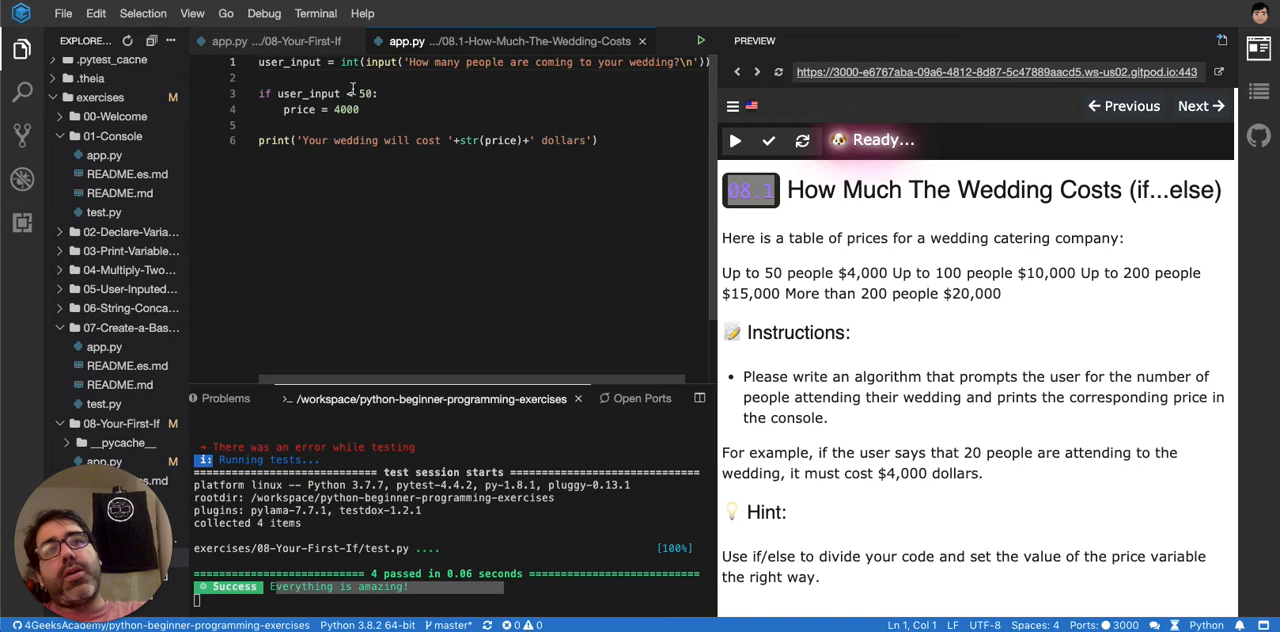 File Edit Selection View Go Debug Terminal Help
EXPLORE...
app.py .../08-Your-First-If
app.py .../08.1-How-Much-The-Wedding-Costs
PREVIEW
.pytest_cache
.theia
exercises M
00-Welcome
01-Console
app.py
README.es.md
README.md
test.py
02-Declare-Varia...
03-Print-Variable...
04-Multiply-Two...
05-User-Inputed...
06-String-Conca...
07-Create-a-Bas...
app.py
README.es.md
README.md
test.py
08-Your-First-If M
__pycache__
app.py M
1 user_input = int(input('How many people are coming to your wedding?\n'))
2
3 if user_input < 50:
4 price = 4000
5
6 print('Your wedding will cost '+str(price)+' dollars')
Problems
>_ /workspace/python-beginner-programming-exercises
Open Ports
→ There was an error while testing
i: Running tests...
test session starts
platform linux -- Python 3.7.7, pytest-4.4.2, py-1.8.1, pluggy-0.13.1
rootdir: /workspace/python-beginner-programming-exercises
plugins: pylama-7.7.1, testdox-1.2.1
collected 4 items
exercises/08-Your-First-If/test.py .... [100%]
4 passed in 0.06 seconds
Success Everything is amazing!
https://3000-e6767aba-09a6-4812-8d87-5c47889aacd5.ws-us02.gitpod.io:443
Previous Next
Ready...
08.1 How Much The Wedding Costs (if...else)
Here is a table of prices for a wedding catering company:
Up to 50 people $4,000 Up to 100 people $10,000 Up to 200 people
$15,000 More than 200 people $20,000
Instructions:
• Please write an algorithm that prompts the user for the number of
people attending their wedding and prints the corresponding price in
the console.
For example, if the user says that 20 people are attending to the
wedding, it must cost $4,000 dollars.
Hint:
Use if/else to divide your code and set the value of the price variable
the right way.
4GeeksAcademy/python-beginner-programming-exercises Python 3.8.2 64-bit master* 0 0 Ln 1, Col 1 LF UTF-8 Spaces: 4 Ports: 3000 Python